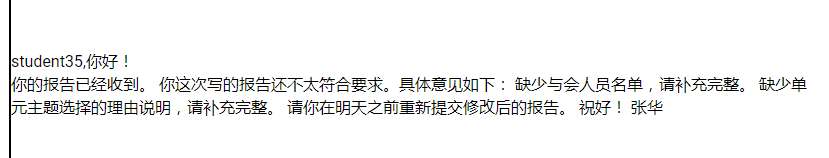 student35,你好！
你的报告已经收到。 你这次写的报告还不太符合要求。具体意见如下： 缺少与会人员名单，请补充完整。 缺少单
元主题选择的理由说明，请补充完整。 请你在明天之前重新提交修改后的报告。 祝好！ 张华